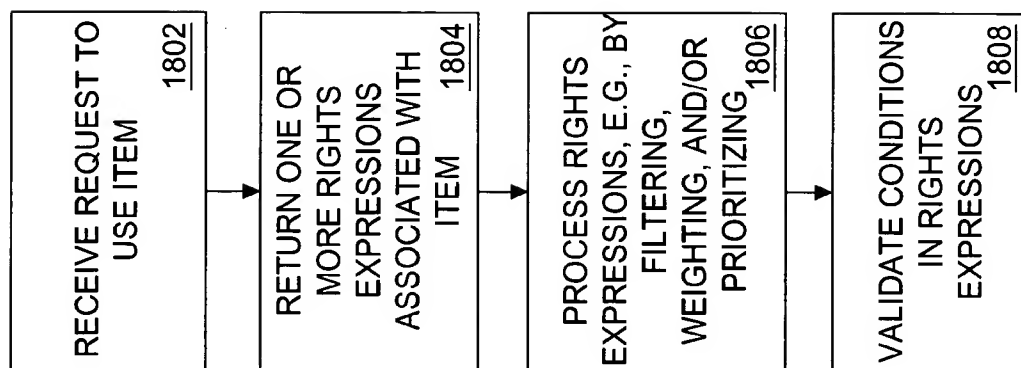 RECEIVE REQUEST TO
USE ITEM
1802
RETURN ONE OR
MORE RIGHTS
EXPRESSIONS
ASSOCIATED WITH
ITEM
1804
PROCESS RIGHTS
EXPRESSIONS, E.G., BY
FILTERING,
WEIGHTING, AND/OR
PRIORITIZING
1806
VALIDATE CONDITIONS
IN RIGHTS
EXPRESSIONS
1808